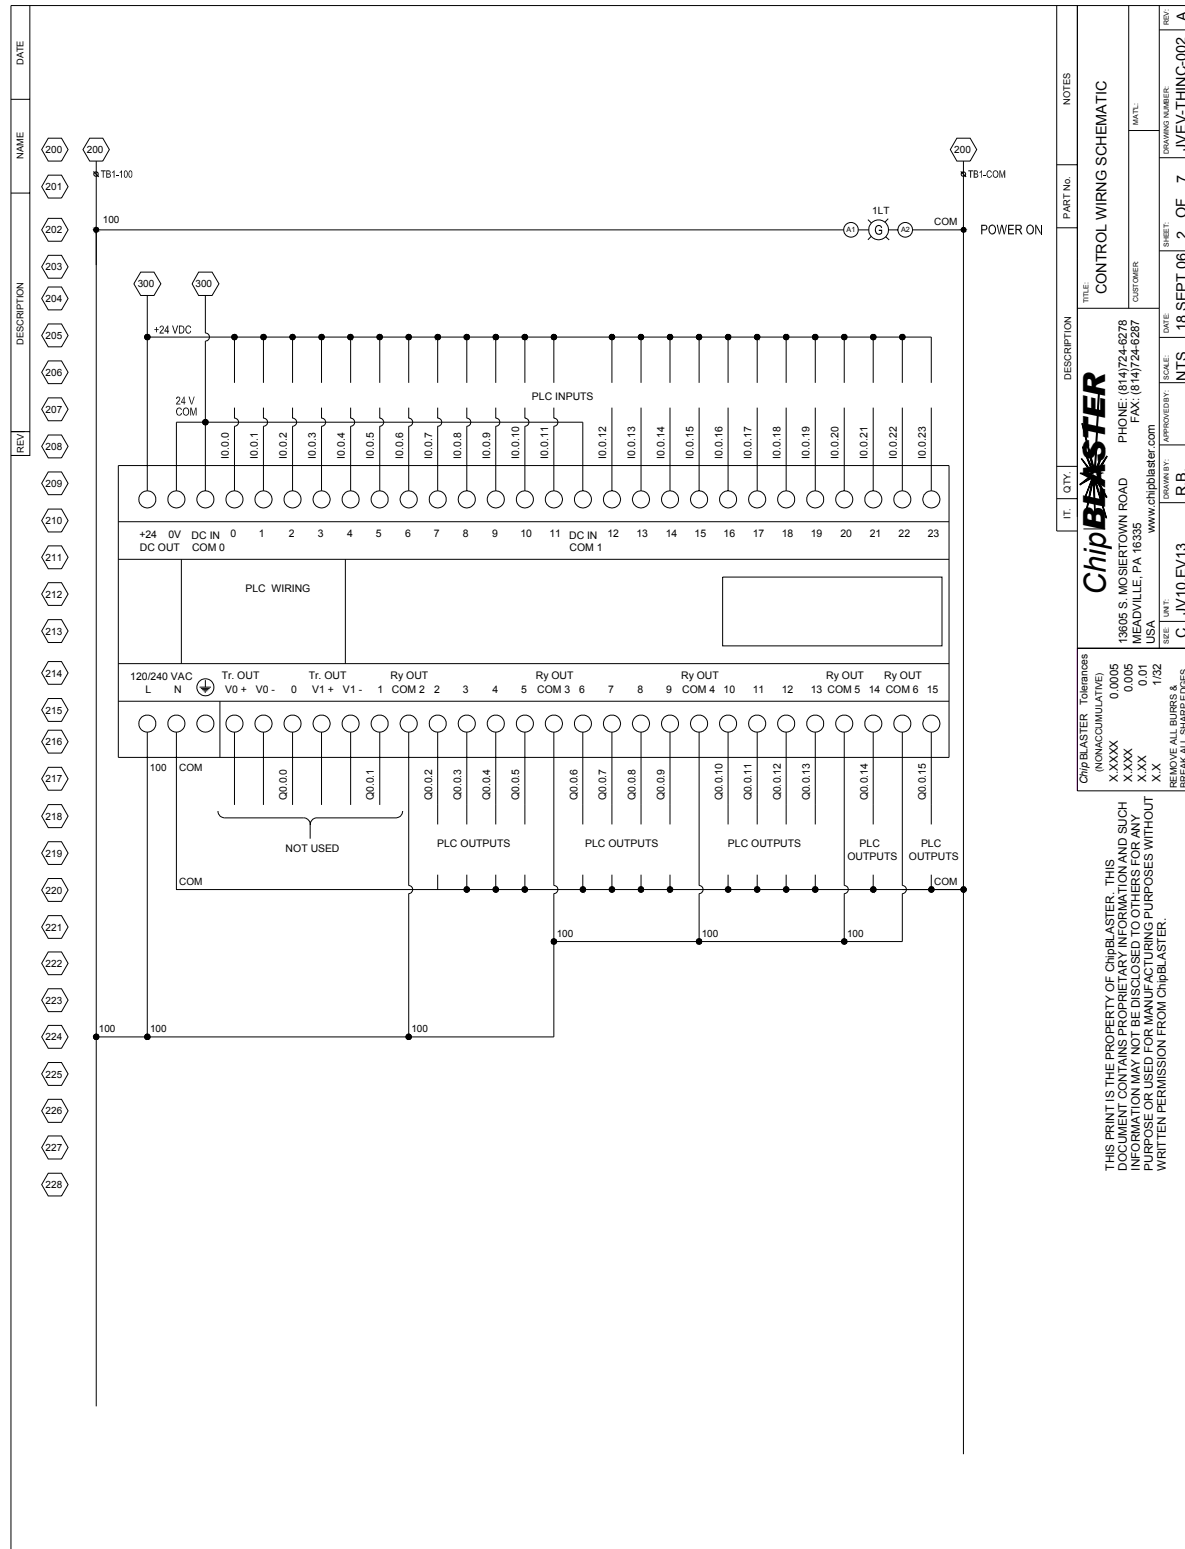 DATE
NAME
DESCRIPTION
REV
200
201
202
203
204
205
206
207
208
209
210
211
212
213
214
215
216
217
218
219
220
221
222
223
224
225
226
227
228
200
TB1-100
200
TB1-COM
100
1LT
A1
G
A2
COM
POWER ON
300
300
+24 VDC
24 V
COM
PLC INPUTS
I0.0.0
I0.0.1
I0.0.2
I0.0.3
I0.0.4
I0.0.5
I0.0.6
I0.0.7
I0.0.8
I0.0.9
I0.0.10
I0.0.11
I0.0.12
I0.0.13
I0.0.14
I0.0.15
I0.0.16
I0.0.17
I0.0.18
I0.0.19
I0.0.20
I0.0.21
I0.0.22
I0.0.23
+24 0V DC IN 0 1 2 3 4 5 6 7 8 9 10 11 DC IN 12 13 14 15 16 17 18 19 20 21 22 23
DC OUT COM 0 COM 1
PLC WIRING
120/240 VAC Tr. OUT Tr. OUT Ry OUT Ry OUT Ry OUT Ry OUT Ry OUT
L N V0 + V0 - 0 V1 + V1 - 1 COM 2 2 3 4 5 COM 3 6 7 8 9 COM 4 10 11 12 13 COM 5 14 COM 6 15
100 COM
Q0.0.0
Q0.0.1
Q0.0.2
Q0.0.3
Q0.0.4
Q0.0.5
Q0.0.6
Q0.0.7
Q0.0.8
Q0.0.9
Q0.0.10
Q0.0.11
Q0.0.12
Q0.0.13
Q0.0.14
Q0.0.15
NOT USED
PLC OUTPUTS
PLC OUTPUTS
PLC OUTPUTS
PLC
OUTPUTS
PLC
OUTPUTS
COM
COM
100
100
100
100
100
100
IT.
QTY.
DESCRIPTION
PART No.
NOTES
ChipBLASTER
13605 S. MOSIERTOWN ROAD PHONE: (814)724-6278
MEADVILLE, PA 16335 FAX: (814)724-6287
USA www.chipblaster.com
TITLE:
CONTROL WIRNG SCHEMATIC
CUSTOMER:
MAT'L:
SIZE: C
UNIT: JV10 EV13
DRAWN BY: R.B.
APPROVED BY:
SCALE: NTS
DATE: 18 SEPT 06
SHEET: 2 OF 7
DRAWING NUMBER: JVEV-THINC-002
REV: A
ChipBLASTER Tolerances
(NONACCUMULATIVE)
X.XXXX 0.0005
X.XXX 0.005
X.XX 0.01
X.X 1/32
REMOVE ALL BURRS &
BREAK ALL SHARP EDGES
THIS PRINT IS THE PROPERTY OF ChipBLASTER. THIS
DOCUMENT CONTAINS PROPRIETARY INFORMATION AND SUCH
INFORMATION MAY NOT BE DISCLOSED TO OTHERS FOR ANY
PURPOSE OR USED FOR MANUFACTURING PURPOSES WITHOUT
WRITTEN PERMISSION FROM ChipBLASTER.